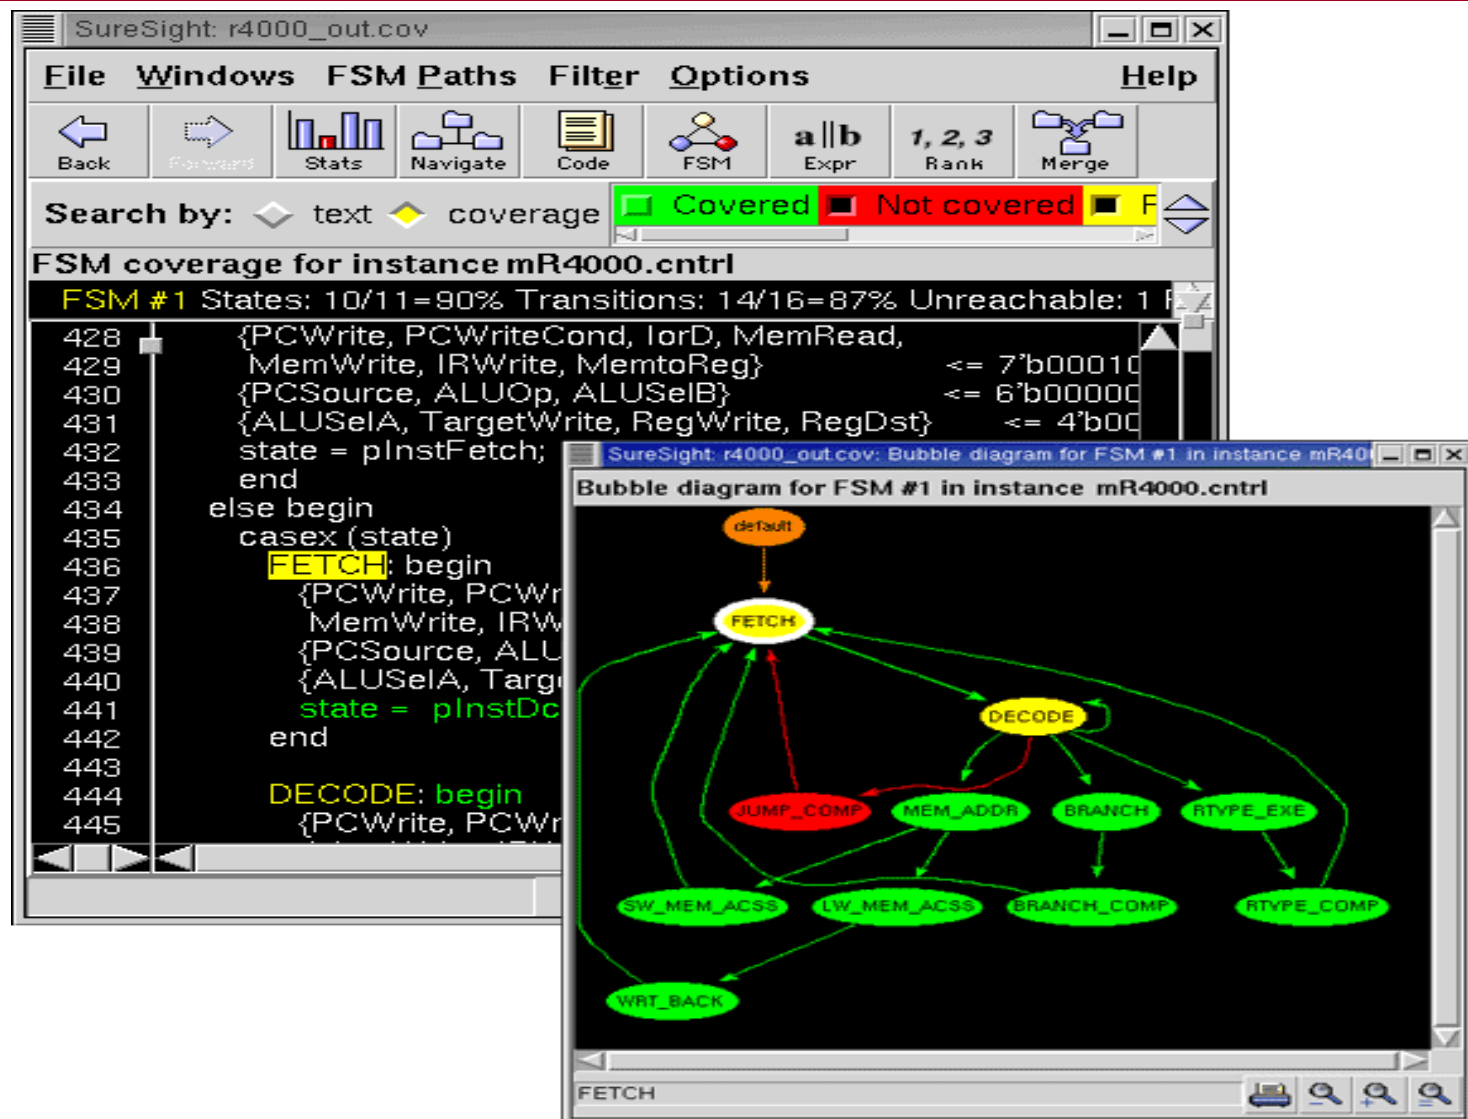 SureSight: r4000_out.cov
File Windows FSM Paths Filter Options Help
Back Forward Stats Navigate Code FSM a||b Expr 1, 2, 3 Rank Merge
Search by: text coverage Covered Not covered
FSM coverage for instance mR4000.cntrl
FSM #1 States: 10/11=90% Transitions: 14/16=87% Unreachable: 1
428 {PCWrite, PCWriteCond, IorD, MemRead,
429 MemWrite, IRWrite, MemtoReg} <= 7'b00010
430 {PCSource, ALUOp, ALUSelB} <= 6'b00000
431 {ALUSelA, TargetWrite, RegWrite, RegDst} <= 4'b00
432 state = pInstFetch;
433 end
434 else begin
435 casex (state)
436 FETCH: begin
437 {PCWrite, PCWr
438 MemWrite, IRW
439 {PCSource, ALU
440 {ALUSelA, Targ
441 state = pInstDc
442 end
443
444 DECODE: begin
445 {PCWrite, PCWr
SureSight: r4000_out.cov: Bubble diagram for FSM #1 in instance mR40
Bubble diagram for FSM #1 in instance mR4000.cntrl
default
FETCH
DECODE
JUMP_COMP MEM_ADDR BRANCH RTYPE_EXE
SW_MEM_ACSS LW_MEM_ACSS BRANCH_COMP RTYPE_COMP
WRT_BACK
FETCH